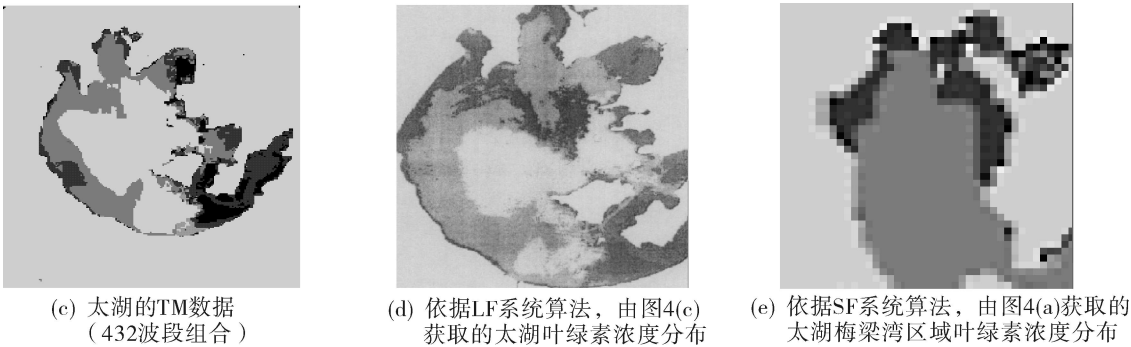 (c) 太湖的TM数据
（432波段组合）
(d) 依据LF系统算法，由图4(c)
获取的太湖叶绿素浓度分布
(e) 依据SF系统算法，由图4(a)获取的
太湖梅梁湾区域叶绿素浓度分布